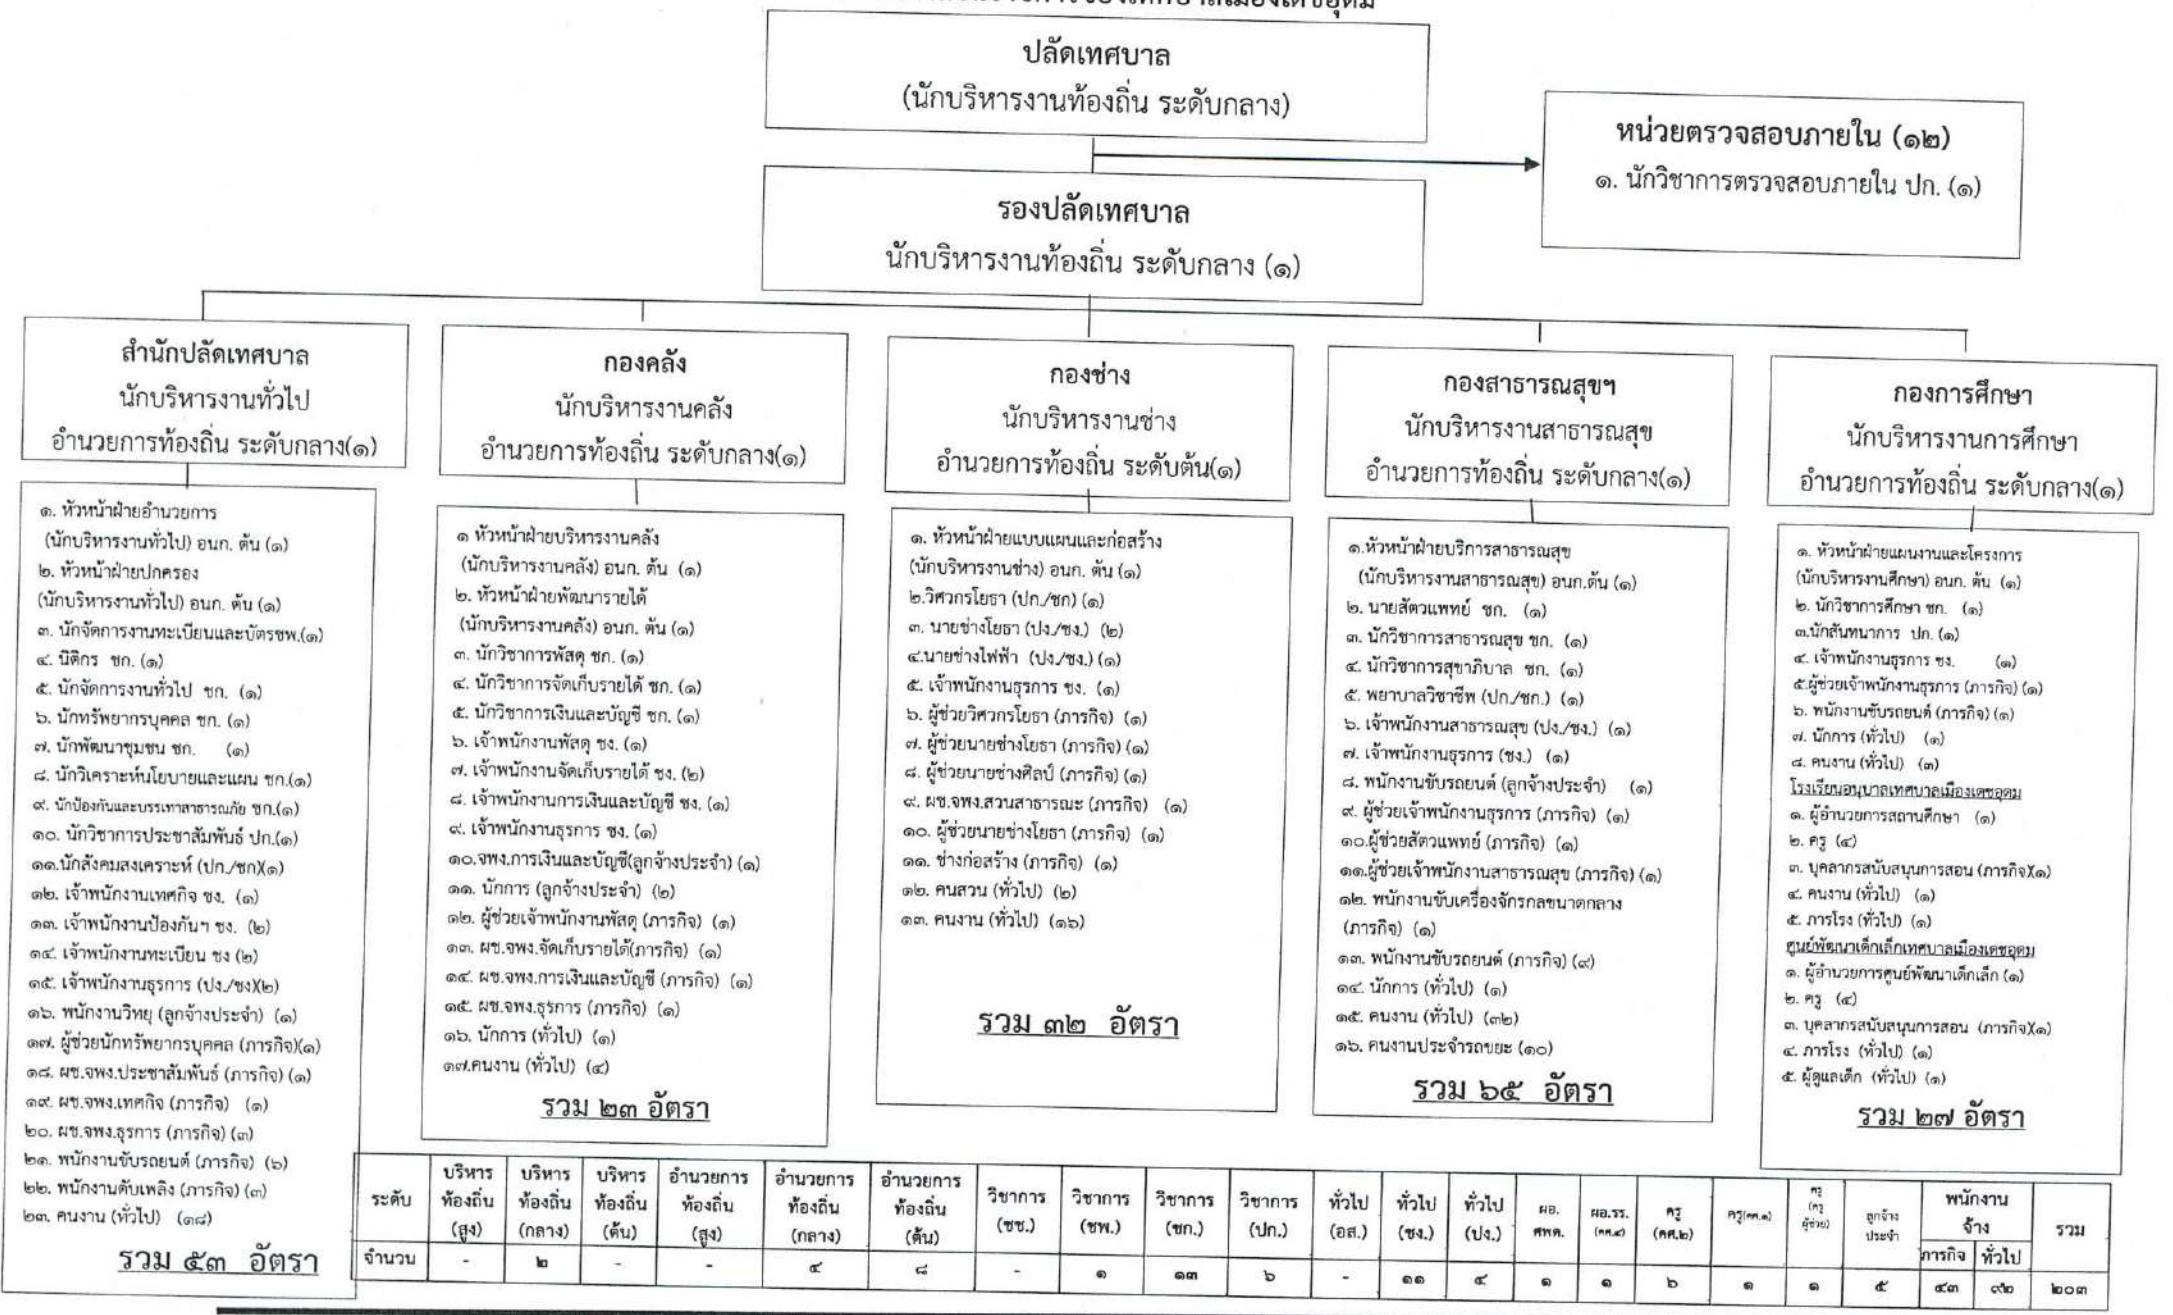 ปลัดเทศบาล
(นักบริหารงานท้องถิ่น ระดับกลาง)
หน่วยตรวจสอบภายใน (๑๒)
๑. นักวิชาการตรวจสอบภายใน ปก. (๑)
รองปลัดเทศบาล
นักบริหารงานท้องถิ่น ระดับกลาง (๑)
สำนักปลัดเทศบาล
นักบริหารงานทั่วไป
อำนวยการท้องถิ่น ระดับกลาง(๑)
๑. หัวหน้าฝ่ายอำนวยการ
(นักบริหารงานทั่วไป) อนก. ต้น (๑)
๒. หัวหน้าฝ่ายปกครอง
(นักบริหารงานทั่วไป) อนก. ต้น (๑)
๓. นักจัดการงานทะเบียนและบัตรชพ.(๑)
๔. นิติกร ชก. (๑)
๕. นักจัดการงานทั่วไป ชก. (๑)
๖. นักทรัพยากรบุคคล ชก. (๑)
๗. นักพัฒนาชุมชน ชก. (๑)
๘. นักวิเคราะห์นโยบายและแผน ชก.(๑)
๙. นักป้องกันและบรรเทาสาธารณภัย ชก.(๑)
๑๐. นักวิชาการประชาสัมพันธ์ ปก.(๑)
๑๑.นักสังคมสงเคราะห์ (ปก./ชก)(๑)
๑๒. เจ้าพนักงานเทศกิจ ชง. (๑)
๑๓. เจ้าพนักงานป้องกันฯ ชง. (๒)
๑๔. เจ้าพนักงานทะเบียน ชง (๒)
๑๕. เจ้าพนักงานธุรการ (ปง./ชง)(๒)
๑๖. พนักงานวิทยุ (ลูกจ้างประจำ) (๑)
๑๗. ผู้ช่วยนักทรัพยากรบุคคล (ภารกิจ)(๑)
๑๘. ผช.จพง.ประชาสัมพันธ์ (ภารกิจ) (๑)
๑๙. ผช.จพง.เทศกิจ (ภารกิจ) (๑)
๒๐. ผช.จพง.ธุรการ (ภารกิจ) (๓)
๒๑. พนักงานขับรถยนต์ (ภารกิจ) (๖)
๒๒. พนักงานดับเพลิง (ภารกิจ) (๓)
๒๓. คนงาน (ทั่วไป) (๑๘)
รวม ๕๓ อัตรา
กองคลัง
นักบริหารงานคลัง
อำนวยการท้องถิ่น ระดับกลาง(๑)
๑ หัวหน้าฝ่ายบริหารงานคลัง
(นักบริหารงานคลัง) อนก. ต้น (๑)
๒. หัวหน้าฝ่ายพัฒนารายได้
(นักบริหารงานคลัง) อนก. ต้น (๑)
๓. นักวิชาการพัสดุ ชก. (๑)
๔. นักวิชาการจัดเก็บรายได้ ชก. (๑)
๕. นักวิชาการเงินและบัญชี ชก. (๑)
๖. เจ้าพนักงานพัสดุ ชง. (๑)
๗. เจ้าพนักงานจัดเก็บรายได้ ชง. (๒)
๘. เจ้าพนักงานการเงินและบัญชี ชง. (๑)
๙. เจ้าพนักงานธุรการ ชง. (๑)
๑๐.จพง.การเงินและบัญชี(ลูกจ้างประจำ) (๑)
๑๑. นักการ (ลูกจ้างประจำ) (๒)
๑๒. ผู้ช่วยเจ้าพนักงานพัสดุ (ภารกิจ) (๑)
๑๓. ผช.จพง.จัดเก็บรายได้(ภารกิจ) (๑)
๑๔. ผช.จพง.การเงินและบัญชี (ภารกิจ) (๑)
๑๕. ผช.จพง.ธุรการ (ภารกิจ) (๑)
๑๖. นักการ (ทั่วไป) (๑)
๑๗.คนงาน (ทั่วไป) (๔)
รวม ๒๓ อัตรา
กองช่าง
นักบริหารงานช่าง
อำนวยการท้องถิ่น ระดับต้น(๑)
๑. หัวหน้าฝ่ายแบบแผนและก่อสร้าง
(นักบริหารงานช่าง) อนก. ต้น (๑)
๒.วิศวกรโยธา (ปก./ชก) (๑)
๓. นายช่างโยธา (ปง./ชง.) (๒)
๔.นายช่างไฟฟ้า (ปง./ชง.) (๑)
๕. เจ้าพนักงานธุรการ ชง. (๑)
๖. ผู้ช่วยวิศวกรโยธา (ภารกิจ) (๑)
๗. ผู้ช่วยนายช่างโยธา (ภารกิจ) (๑)
๘. ผู้ช่วยนายช่างศิลป์ (ภารกิจ) (๑)
๙. ผช.จพง.สวนสาธารณะ (ภารกิจ) (๑)
๑๐. ผู้ช่วยนายช่างโยธา (ภารกิจ) (๑)
๑๑. ช่างก่อสร้าง (ภารกิจ) (๑)
๑๒. คนสวน (ทั่วไป) (๒)
๑๓. คนงาน (ทั่วไป) (๑๖)
รวม ๓๒ อัตรา
กองสาธารณสุขฯ
นักบริหารงานสาธารณสุข
อำนวยการท้องถิ่น ระดับกลาง(๑)
๑.หัวหน้าฝ่ายบริการสาธารณสุข
(นักบริหารงานสาธารณสุข) อนก.ต้น (๑)
๒. นายสัตวแพทย์ ชก. (๑)
๓. นักวิชาการสาธารณสุข ชก. (๑)
๔. นักวิชาการสุขาภิบาล ชก. (๑)
๕. พยาบาลวิชาชีพ (ปก./ชก.) (๑)
๖. เจ้าพนักงานสาธารณสุข (ปง./ชง.) (๑)
๗. เจ้าพนักงานธุรการ (ชง.) (๑)
๘. พนักงานขับรถยนต์ (ลูกจ้างประจำ) (๑)
๙. ผู้ช่วยเจ้าพนักงานธุรการ (ภารกิจ) (๑)
๑๐.ผู้ช่วยสัตวแพทย์ (ภารกิจ) (๑)
๑๑.ผู้ช่วยเจ้าพนักงานสาธารณสุข (ภารกิจ) (๑)
๑๒. พนักงานขับเครื่องจักรกลขนาดกลาง
(ภารกิจ) (๑)
๑๓. พนักงานขับรถยนต์ (ภารกิจ) (๙)
๑๔. นักการ (ทั่วไป) (๑)
๑๕. คนงาน (ทั่วไป) (๓๒)
๑๖. คนงานประจำรถขยะ (๑๐)
รวม ๖๕ อัตรา
กองการศึกษา
นักบริหารงานการศึกษา
อำนวยการท้องถิ่น ระดับกลาง(๑)
๑. หัวหน้าฝ่ายแผนงานและโครงการ
(นักบริหารงานศึกษา) อนก. ต้น (๑)
๒. นักวิชาการศึกษา ชก. (๑)
๓.นักสันทนาการ ปก. (๑)
๔. เจ้าพนักงานธุรการ ชง. (๑)
๕.ผู้ช่วยเจ้าพนักงานธุรการ (ภารกิจ) (๑)
๖. พนักงานขับรถยนต์ (ภารกิจ) (๑)
๗. นักการ (ทั่วไป) (๑)
๘. คนงาน (ทั่วไป) (๓)
โรงเรียนอนุบาลเทศบาลเมืองเดชอุดม
๑. ผู้อำนวยการสถานศึกษา (๑)
๒. ครู (๔)
๓. บุคลากรสนับสนุนการสอน (ภารกิจ)(๑)
๔. คนงาน (ทั่วไป) (๑)
๕. ภารโรง (ทั่วไป) (๑)
ศูนย์พัฒนาเด็กเล็กเทศบาลเมืองเดชอุดม
๑. ผู้อำนวยการศูนย์พัฒนาเด็กเล็ก (๑)
๒. ครู (๔)
๓. บุคลากรสนับสนุนการสอน (ภารกิจ)(๑)
๔. ภารโรง (ทั่วไป) (๑)
๕. ผู้ดูแลเด็ก (ทั่วไป) (๑)
รวม ๒๗ อัตรา
ระดับ บริหารท้องถิ่น (สูง) บริหารท้องถิ่น (กลาง) บริหารท้องถิ่น (ต้น) อำนวยการท้องถิ่น (สูง) อำนวยการท้องถิ่น (กลาง) อำนวยการท้องถิ่น (ต้น) วิชาการ (ชช.) วิชาการ (ชพ.) วิชาการ (ชก.) วิชาการ (ปก.) ทั่วไป (อส.) ทั่วไป (ชง.) ทั่วไป (ปง.) ผอ. ศพด. ผอ.รร. (คศ.๔) ครู (คศ.๒) ครู(คศ.๑) ครู (ครูผู้ช่วย) ลูกจ้างประจำ พนักงานจ้าง ภารกิจ ทั่วไป รวม
จำนวน - ๒ - - ๔ ๘ - ๑ ๑๓ ๖ - ๑๑ ๔ ๑ ๑ ๖ ๑ ๑ ๕ ๔๓ ๙๒ ๒๐๓